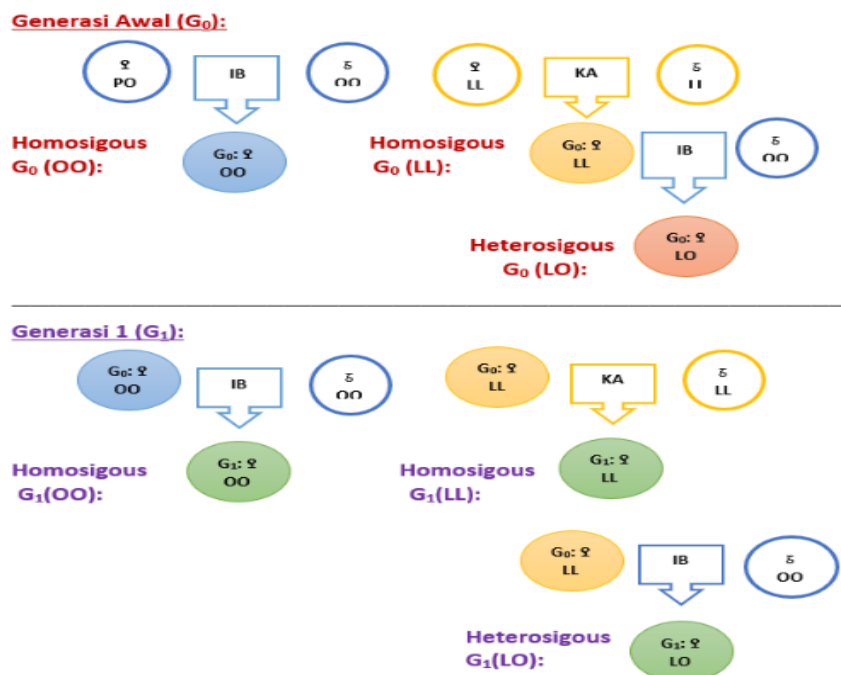 Generasi Awal (G₀):
♀
PO
IB
♂
OO
♀
LL
KA
♂
Homosigous
G₀ (OO):
G₀: ♀
OO
Homosigous
G₀ (LL):
G₀: ♀
LL
IB
♂
OO
Heterosigous
G₀ (LO):
G₀: ♀
LO
Generasi 1 (G₁):
G₀: ♀
OO
IB
♂
OO
G₀: ♀
LL
KA
♂
LL
Homosigous
G₁(OO):
G₁: ♀
OO
Homosigous
G₁(LL):
G₁: ♀
LL
G₀: ♀
LL
IB
♂
OO
Heterosigous
G₁(LO):
G₁: ♀
LO